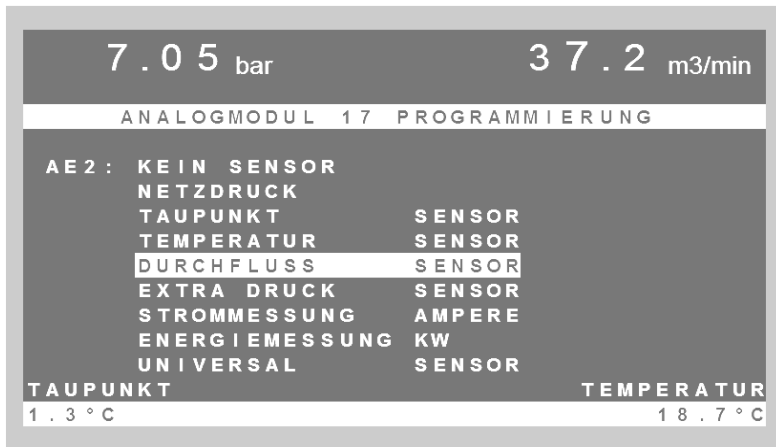 7.05 bar 37.2 m3/min
ANALOGMODUL 17 PROGRAMMIERUNG
AE2: KEIN SENSOR
NETZDRUCK
TAUPUNKT SENSOR
TEMPERATUR SENSOR
DURCHFLUSS SENSOR
EXTRA DRUCK SENSOR
STROMMESSUNG AMPERE
ENERGIEMESSUNG KW
UNIVERSAL SENSOR
TAUPUNKT TEMPERATUR
1.3°C 18.7°C